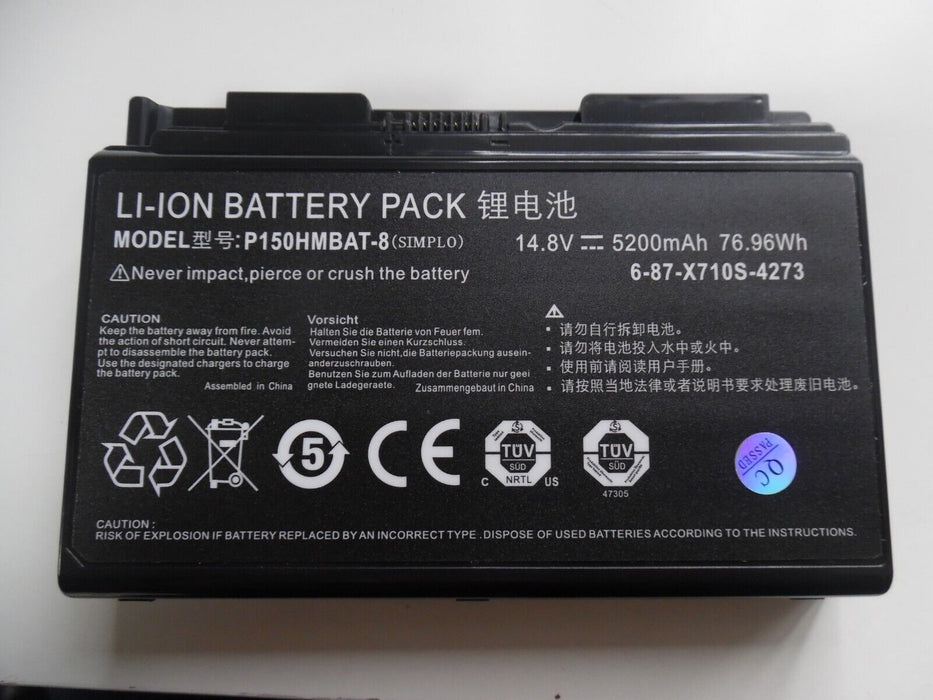 LI-ION BATTERY PACK 锂电池
MODEL型号:P150HMBAT-8(SIMPLO) 14.8V 5200mAh 76.96Wh
Never impact,pierce or crush the battery 6-87-X710S-4273
CAUTION
Keep the battery away from fire. Avoid
the action of short circuit. Never attem-
pt to disassemble the battery pack.
Use the designated chargers to charge
the battery pack.
Assembled in China
Vorsicht
Halten Sie die Batterie von Feuer fem.
Vermeiden Sie einen Kurzschluss.
Versuchen Sie nicht,die Batteriepackung ausein-
anderzuschrauben.
Benutzen Sie zum Aufladen der Batterie nur geei
gnete Ladegaerate. Zusammengebaut in China
• 请勿自行拆卸电池。
• 请勿将电池投入水中或火中。
• 使用前请阅读用户手册。
• 请按照当地法律或者说明书要求处理废旧电池。
5
CE
TÜV
SÜD
C NRTL US
TÜV
SÜD
47305
QC
PASSED
CAUTION :
RISK OF EXPLOSION IF BATTERY REPLACED BY AN INCORRECT TYPE .DISPOSE OF USED BATTERIES ACCORDING TO THE INSTRUCTIONS.